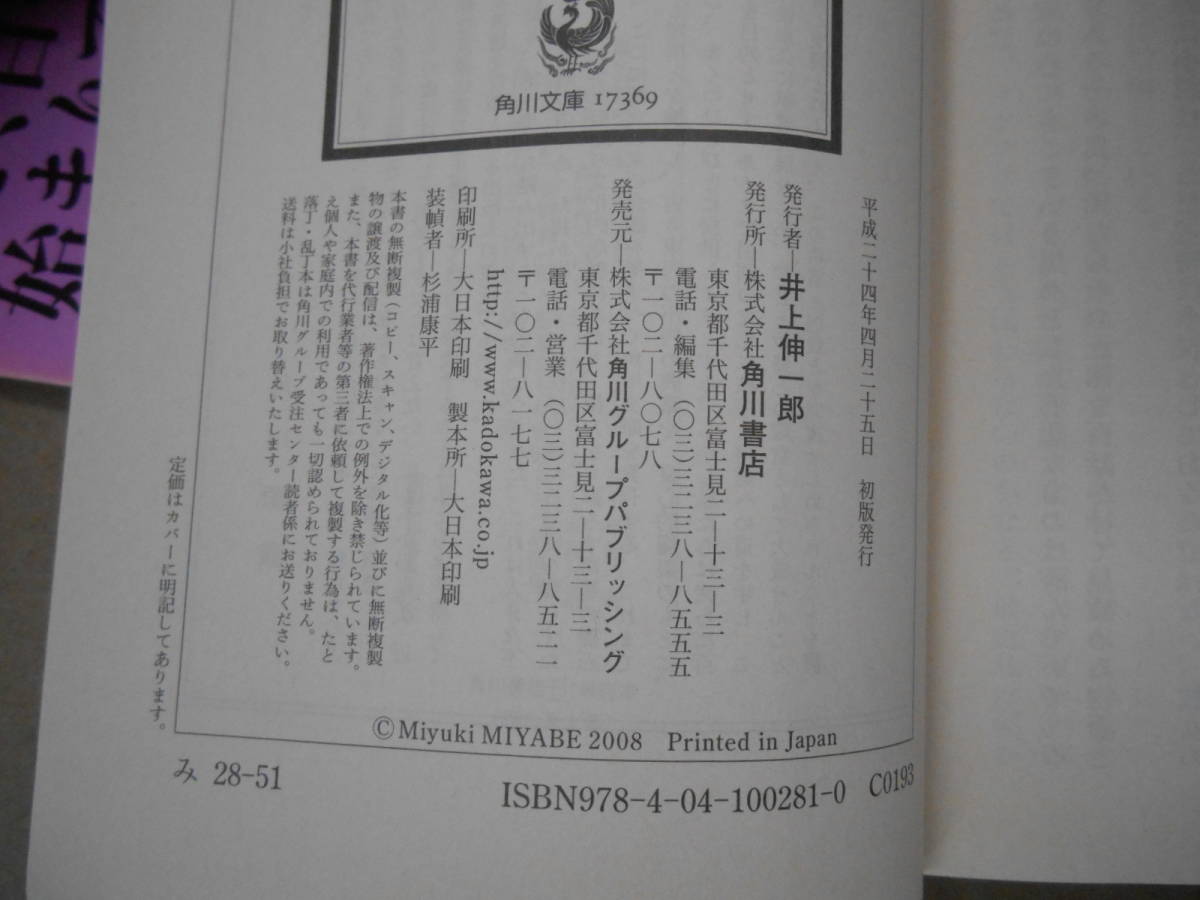 角川文庫 17369
平成二十四年四月二十五日　初版発行
発行者―井上伸一郎
発行所―株式会社角川書店
東京都千代田区富士見二―十三―三
電話・編集（〇三）三二三八―八五五五
〒一〇二―八〇七八
発売元―株式会社角川グループパブリッシング
東京都千代田区富士見二―十三―三
電話・営業（〇三）三二三八―八五二一
〒一〇二―八一七七
http://www.kadokawa.co.jp
印刷所―大日本印刷　製本所―大日本印刷
装幀者―杉浦康平
本書の無断複製（コピー、スキャン、デジタル化等）並びに無断複製
物の譲渡及び配信は、著作権法上での例外を除き禁じられています。
また、本書を代行業者等の第三者に依頼して複製する行為は、たと
え個人や家庭内での利用であっても一切認められておりません。
落丁・乱丁本は角川グループ受注センター読者係にお送りください。
送料は小社負担でお取り替えいたします。
定価はカバーに明記してあります。
©Miyuki MIYABE 2008 Printed in Japan
み 28-51
ISBN978-4-04-100281-0 C0193